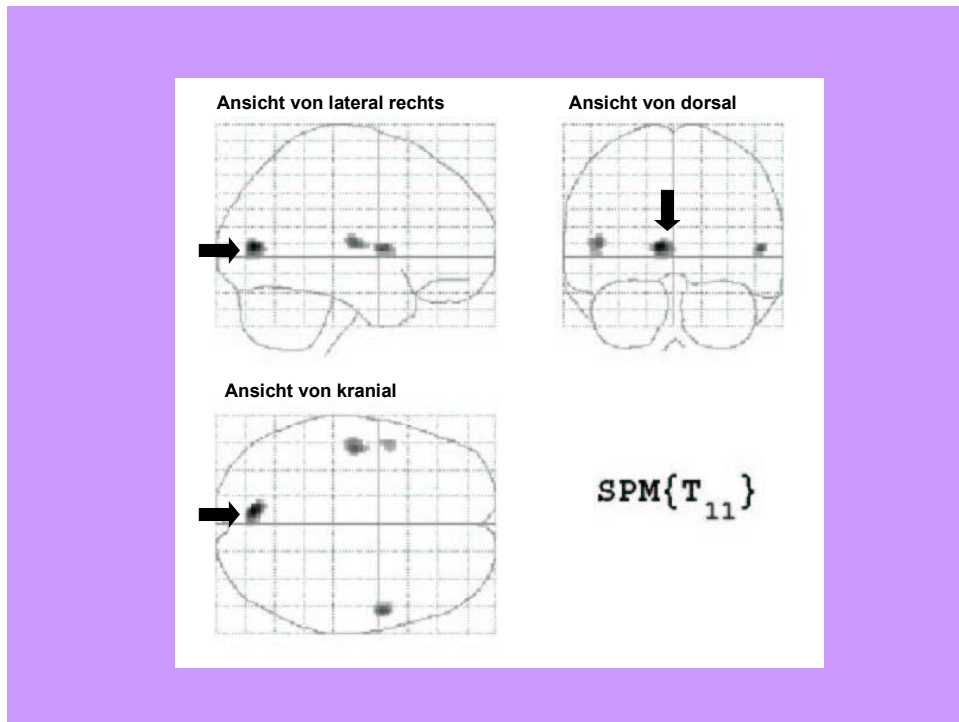 Ansicht von lateral rechts
Ansicht von dorsal
Ansicht von kranial
SPM{T₁₁}